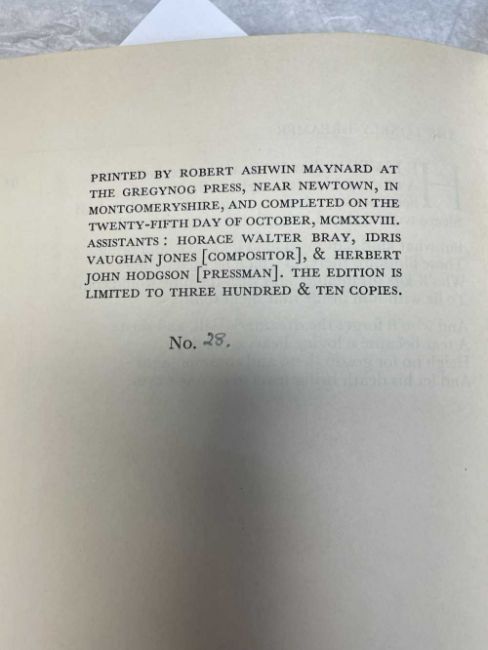 PRINTED BY ROBERT ASHWIN MAYNARD AT
THE GREGYNOG PRESS, NEAR NEWTOWN, IN
MONTGOMERYSHIRE, AND COMPLETED ON THE
TWENTY-FIFTH DAY OF OCTOBER, MCMXXVIII.
ASSISTANTS : HORACE WALTER BRAY, IDRIS
VAUGHAN JONES [COMPOSITOR], & HERBERT
JOHN HODGSON [PRESSMAN]. THE EDITION IS
LIMITED TO THREE HUNDRED & TEN COPIES.
No. 28.